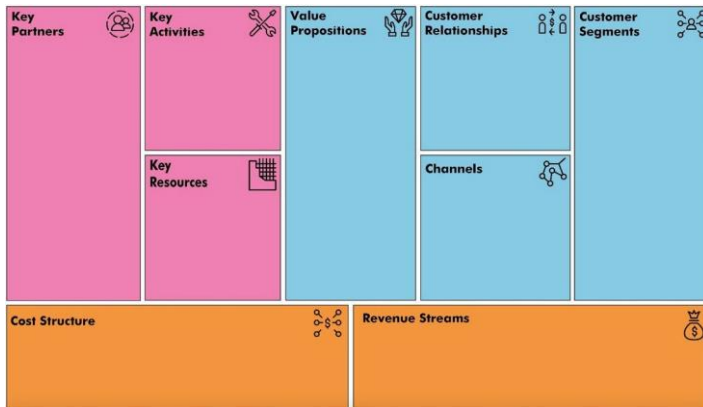 Key
Partners
Key
Activities
Value
Propositions
Customer
Relationships
Customer
Segments
Key
Resources
Channels
Cost Structure
Revenue Streams